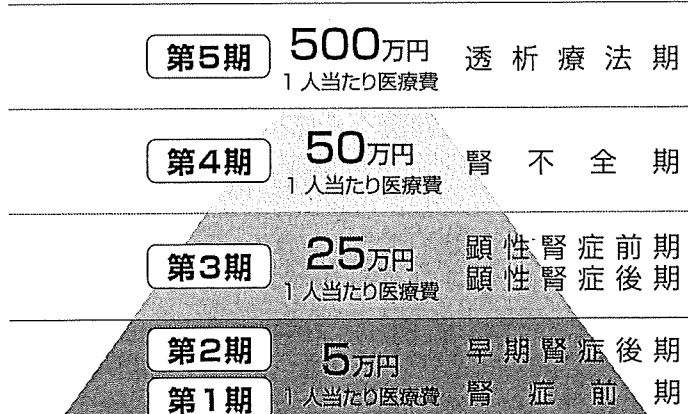 第5期 500万円 透析療法期
1人当たり医療費
第4期 50万円 腎不全期
1人当たり医療費
第3期 25万円 顕性腎症前期
1人当たり医療費 顕性腎症後期
第2期 5万円 早期腎症後期
第1期 1人当たり医療費 腎症前期